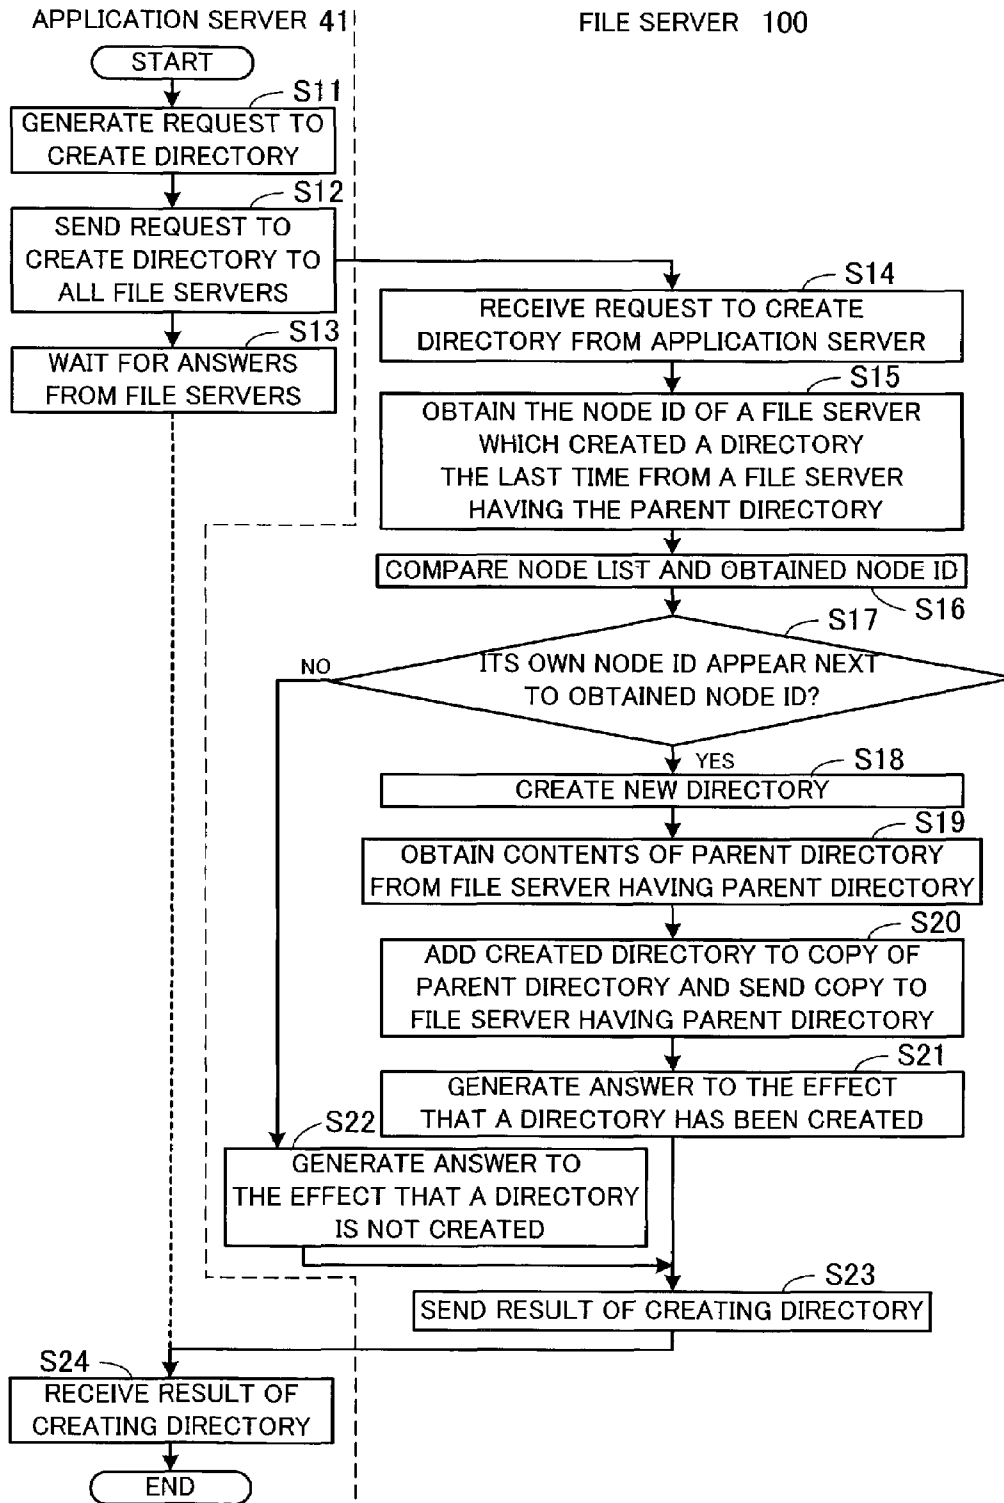 APPLICATION SERVER 41
FILE SERVER 100
START
S11
GENERATE REQUEST TO
CREATE DIRECTORY
S12
SEND REQUEST TO
CREATE DIRECTORY TO
ALL FILE SERVERS
S13
WAIT FOR ANSWERS
FROM FILE SERVERS
S14
RECEIVE REQUEST TO CREATE
DIRECTORY FROM APPLICATION SERVER
S15
OBTAIN THE NODE ID OF A FILE SERVER
WHICH CREATED A DIRECTORY
THE LAST TIME FROM A FILE SERVER
HAVING THE PARENT DIRECTORY
COMPARE NODE LIST AND OBTAINED NODE ID
S16
S17
ITS OWN NODE ID APPEAR NEXT
TO OBTAINED NODE ID?
NO
YES
S18
CREATE NEW DIRECTORY
S19
OBTAIN CONTENTS OF PARENT DIRECTORY
FROM FILE SERVER HAVING PARENT DIRECTORY
S20
ADD CREATED DIRECTORY TO COPY OF
PARENT DIRECTORY AND SEND COPY TO
FILE SERVER HAVING PARENT DIRECTORY
S21
GENERATE ANSWER TO THE EFFECT
THAT A DIRECTORY HAS BEEN CREATED
S22
GENERATE ANSWER TO
THE EFFECT THAT A DIRECTORY
IS NOT CREATED
S23
SEND RESULT OF CREATING DIRECTORY
S24
RECEIVE RESULT OF
CREATING DIRECTORY
END